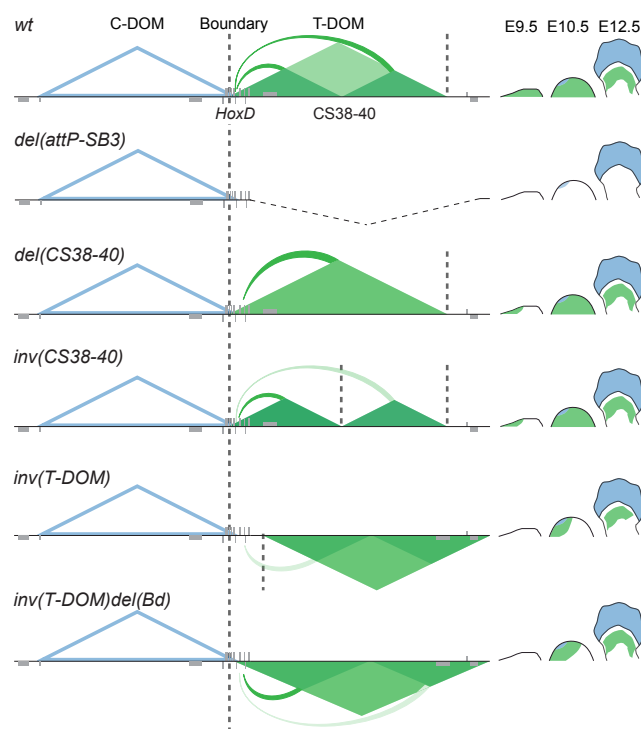 wt
C-DOM
Boundary
T-DOM
E9.5
E10.5
E12.5
HoxD
CS38-40
del(attP-SB3)
del(CS38-40)
inv(CS38-40)
inv(T-DOM)
inv(T-DOM)del(Bd)